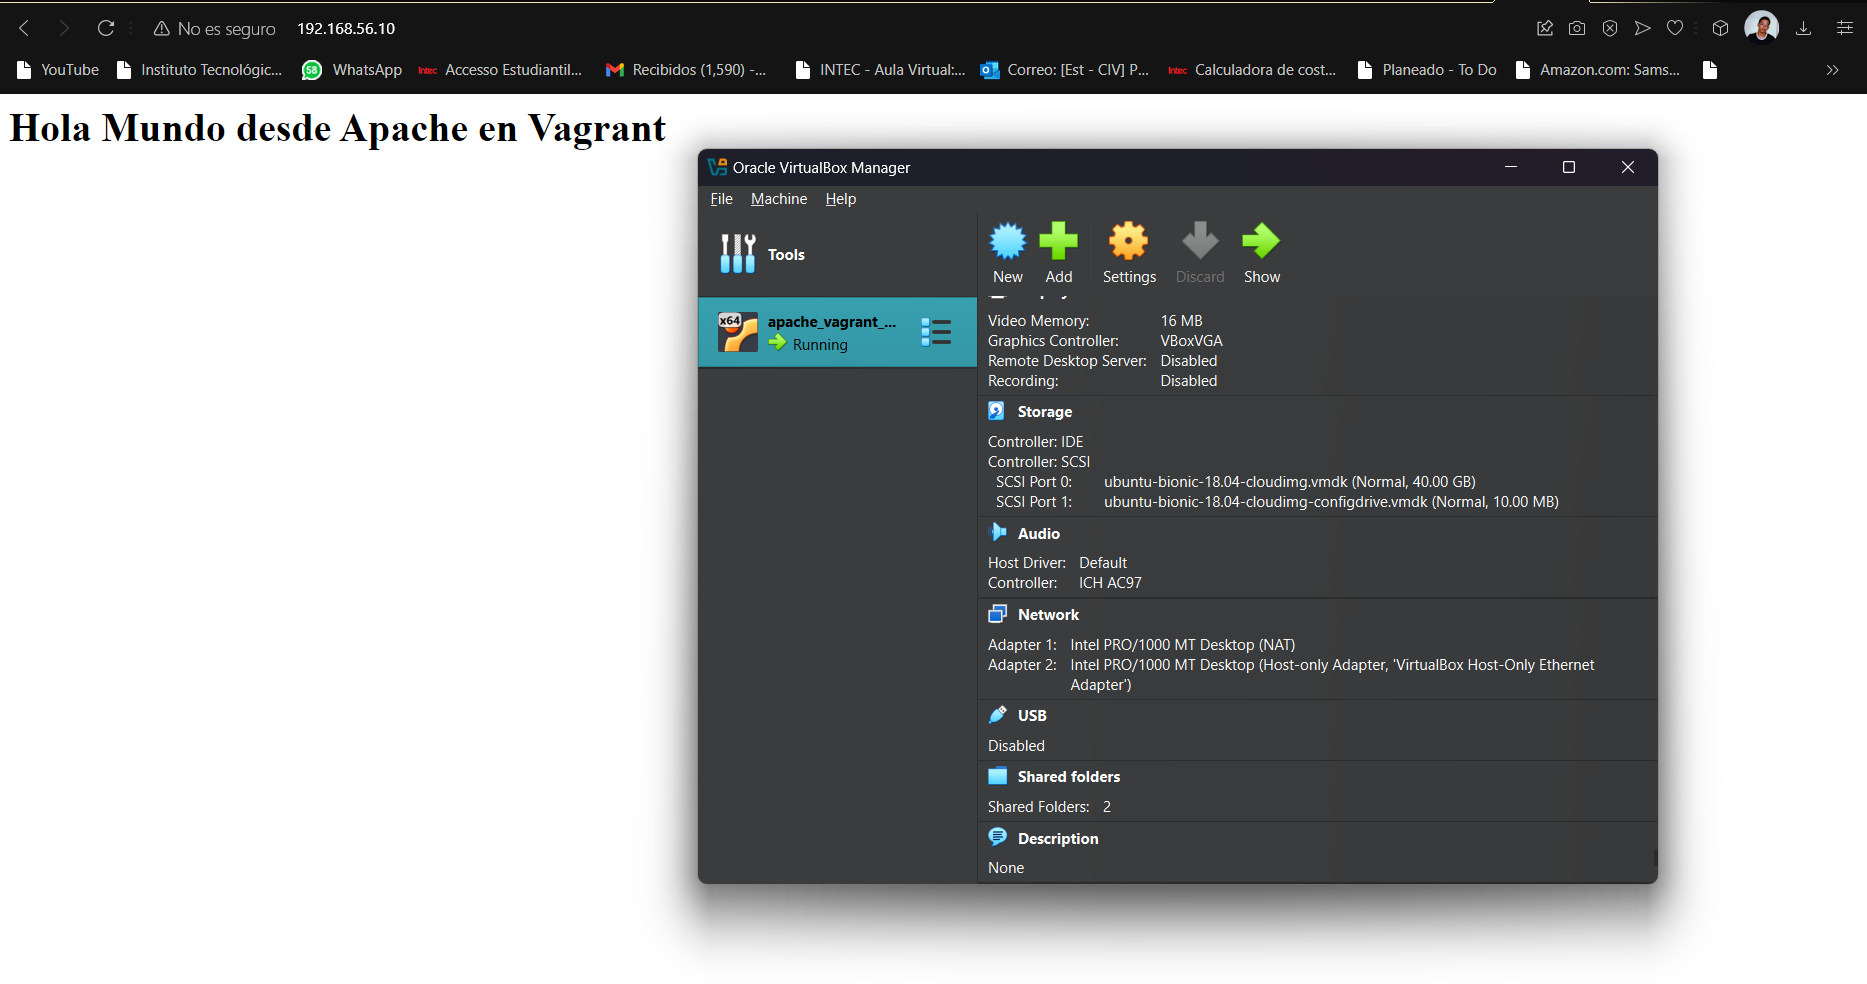 No es seguro 192.168.56.10
YouTube Instituto Tecnológic... 58 WhatsApp Intec Accesso Estudiantil... Recibidos (1,590) -... INTEC - Aula Virtual:... Correo: [Est - CIV] P... Intec Calculadora de cost... Planeado - To Do Amazon.com: Sams...
Hola Mundo desde Apache en Vagrant
Oracle VirtualBox Manager
File Machine Help
Tools
New Add Settings Discard Show
x64
apache_vagrant_...
Running
Video Memory: 16 MB
Graphics Controller: VBoxVGA
Remote Desktop Server: Disabled
Recording: Disabled
Storage
Controller: IDE
Controller: SCSI
SCSI Port 0: ubuntu-bionic-18.04-cloudimg.vmdk (Normal, 40.00 GB)
SCSI Port 1: ubuntu-bionic-18.04-cloudimg-configdrive.vmdk (Normal, 10.00 MB)
Audio
Host Driver: Default
Controller: ICH AC97
Network
Adapter 1: Intel PRO/1000 MT Desktop (NAT)
Adapter 2: Intel PRO/1000 MT Desktop (Host-only Adapter, 'VirtualBox Host-Only Ethernet
Adapter')
USB
Disabled
Shared folders
Shared Folders: 2
Description
None